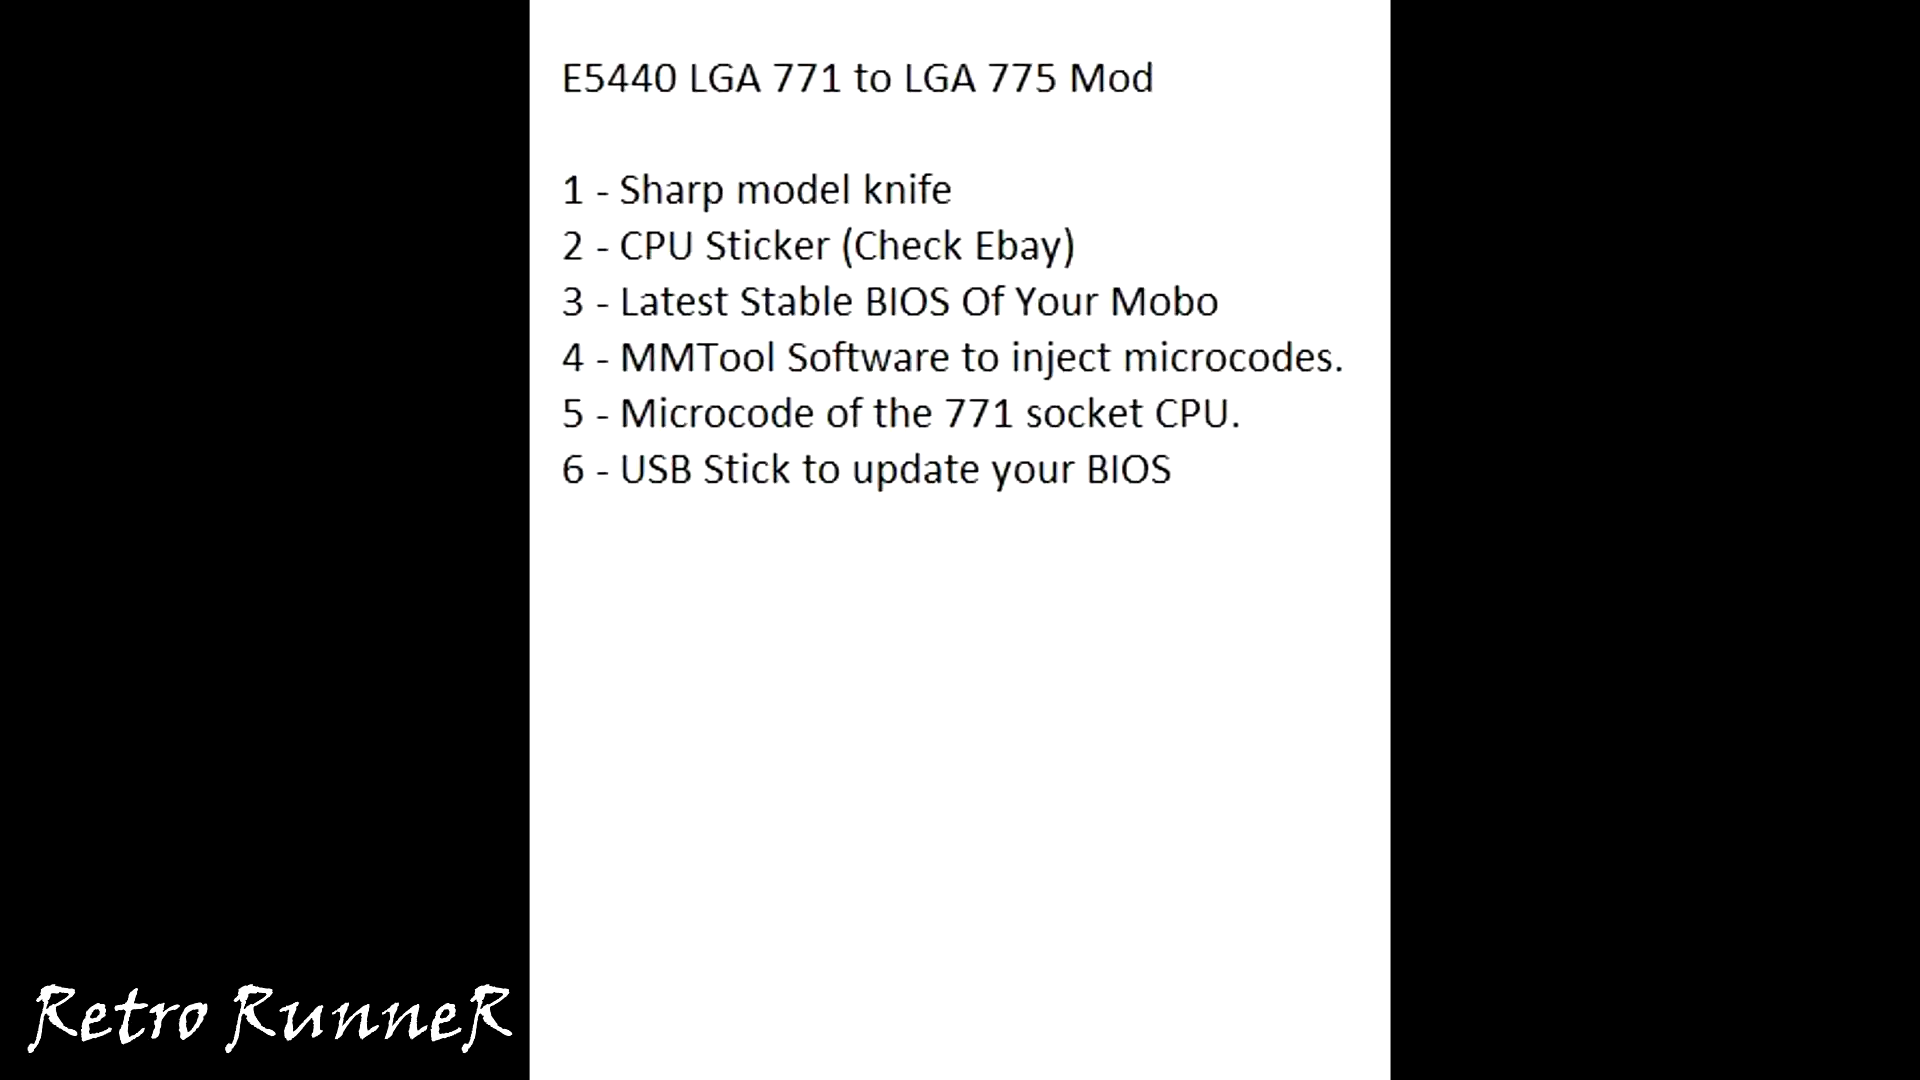 E5440 LGA 771 to LGA 775 Mod
1 - Sharp model knife
2 - CPU Sticker (Check Ebay)
3 - Latest Stable BIOS Of Your Mobo
4 - MMTool Software to inject microcodes.
5 - Microcode of the 771 socket CPU.
6 - USB Stick to update your BIOS
Retro RunneR